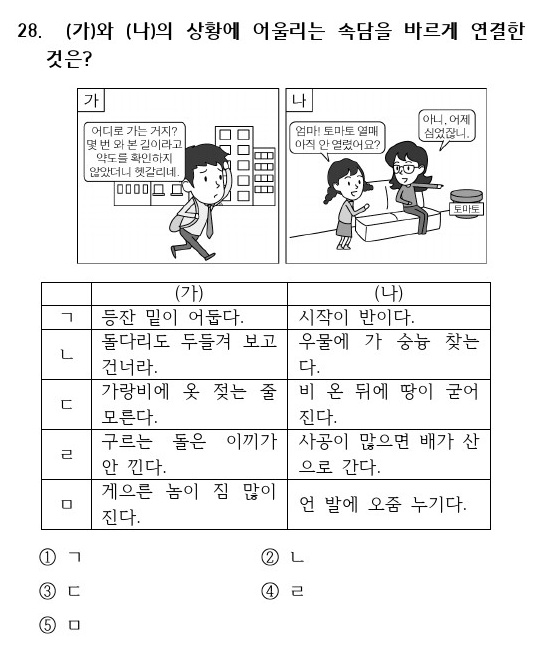 28. (가)와 (나)의 상황에 어울리는 속담을 바르게 연결한
것은?
가
어디로 가는 거지?
몇 번 와 본 길이라고
약도를 확인하지
않았더니 헷갈리네.
나
엄마! 토마토 열매
아직 안 열렸어요?
아니, 어제
심었잖니.
토마토
(가) (나)
ㄱ 등잔 밑이 어둡다. 시작이 반이다.
ㄴ 돌다리도 두들겨 보고
건너라.
우물에 가 숭늉 찾는
다.
ㄷ 가랑비에 옷 젖는 줄
모른다.
비 온 뒤에 땅이 굳어
진다.
ㄹ 구르는 돌은 이끼가
안 낀다.
사공이 많으면 배가 산
으로 간다.
ㅁ 게으른 놈이 짐 많이
진다.
언 발에 오줌 누기다.
① ㄱ ② ㄴ
③ ㄷ ④ ㄹ
⑤ ㅁ